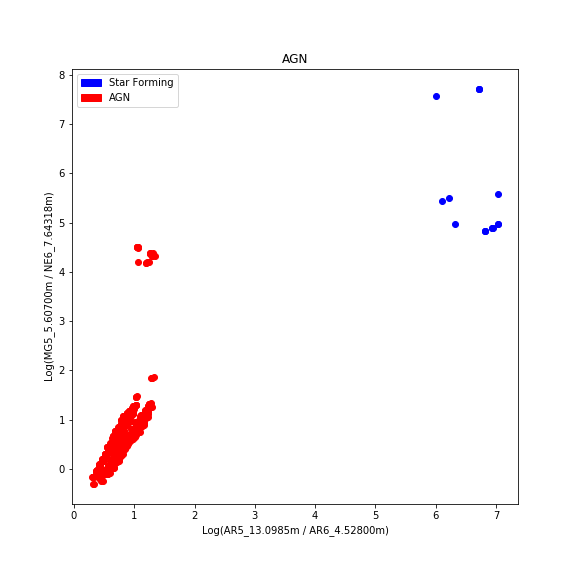 AGN
Star Forming
AGN
8
7
6
5
4
3
2
1
0
Log(MG5_5.60700m / NE6_7.64318m)
0 1 2 3 4 5 6 7
Log(AR5_13.0985m / AR6_4.52800m)